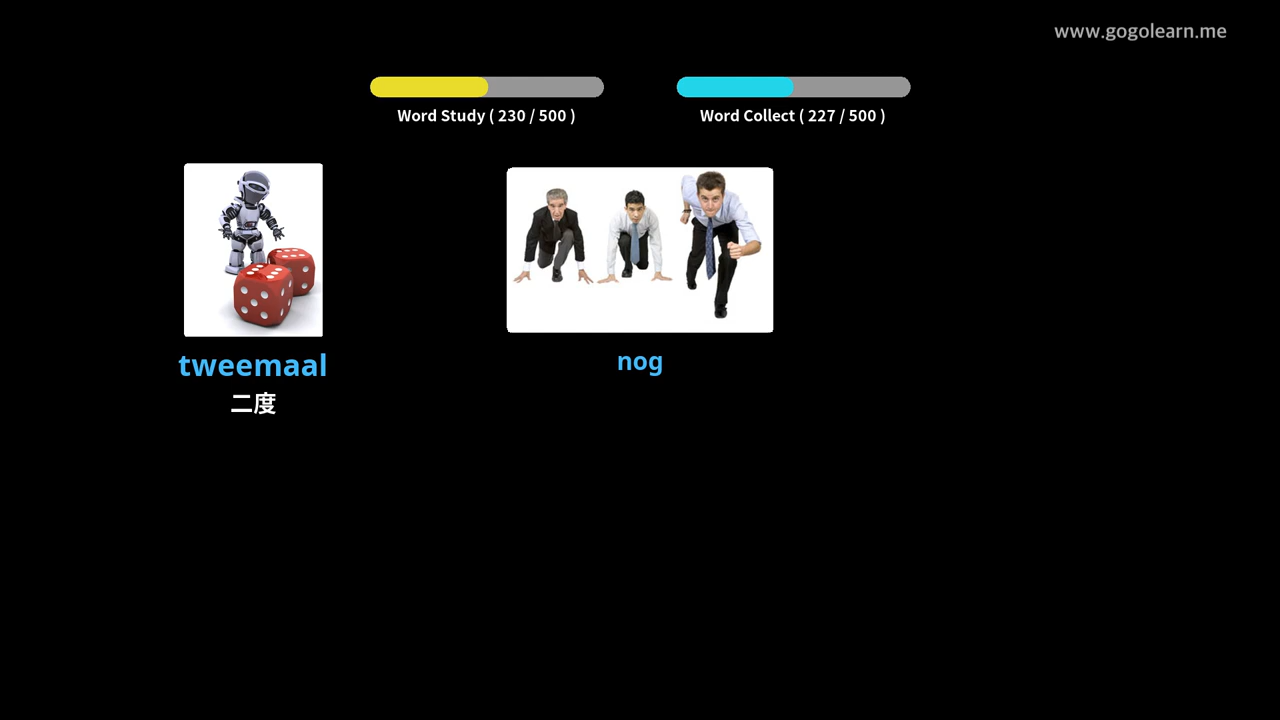 www.gogolearn.me
Word Study ( 230 / 500 )
Word Collect ( 227 / 500 )
tweemaal
二度
nog